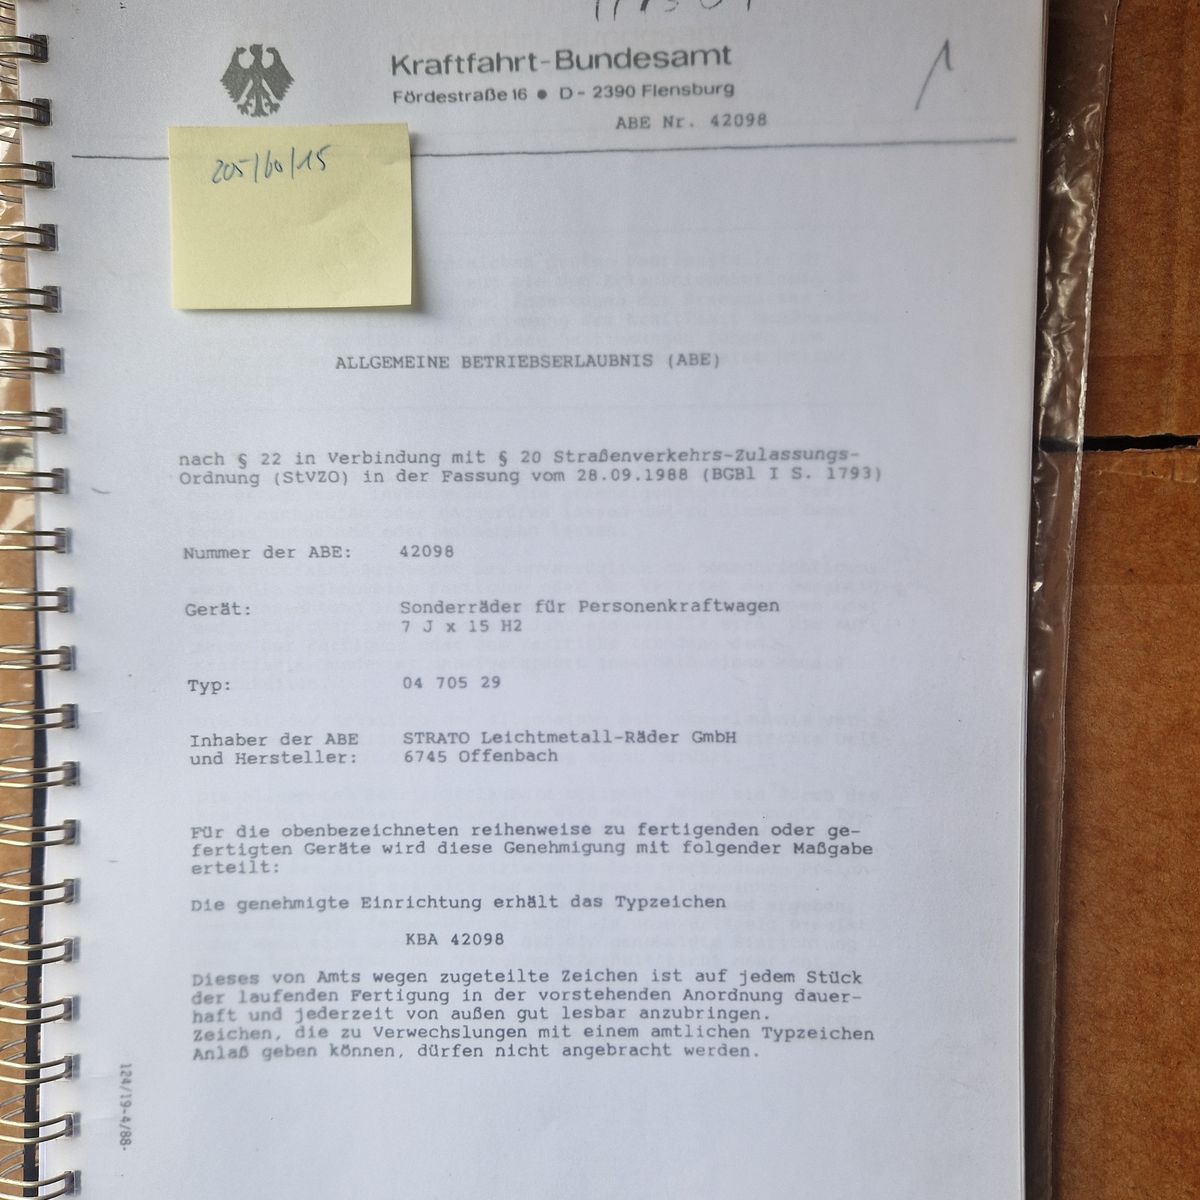 Kraftfahrt-Bundesamt
Fördestraße 16 ● D - 2390 Flensburg
ABE Nr. 42098
1
205/60/15
ALLGEMEINE BETRIEBSERLAUBNIS (ABE)
nach § 22 in Verbindung mit § 20 Straßenverkehrs-Zulassungs-
Ordnung (StVZO) in der Fassung vom 28.09.1988 (BGBl I S. 1793)
Nummer der ABE: 42098
Gerät: Sonderräder für Personenkraftwagen
7 J x 15 H2
Typ: 04 705 29
Inhaber der ABE STRATO Leichtmetall-Räder GmbH
und Hersteller: 6745 Offenbach
Für die obenbezeichneten reihenweise zu fertigenden oder ge-
fertigten Geräte wird diese Genehmigung mit folgender Maßgabe
erteilt:
Die genehmigte Einrichtung erhält das Typzeichen
KBA 42098
Dieses von Amts wegen zugeteilte Zeichen ist auf jedem Stück
der laufenden Fertigung in der vorstehenden Anordnung dauer-
haft und jederzeit von außen gut lesbar anzubringen.
Zeichen, die zu Verwechslungen mit einem amtlichen Typzeichen
Anlaß geben können, dürfen nicht angebracht werden.
124/19-4/88-